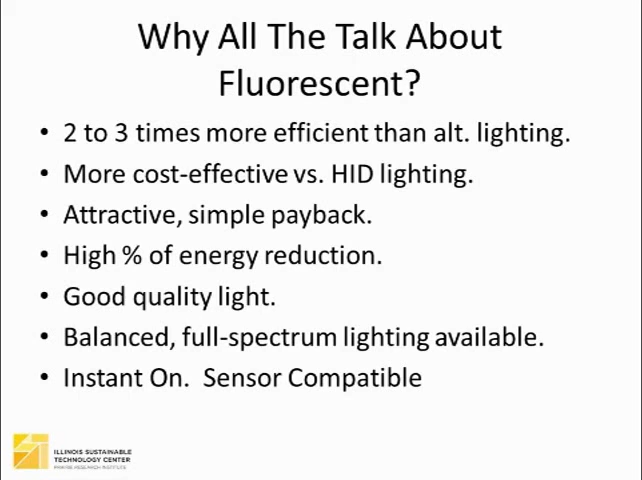 Why All The Talk About
Fluorescent?
• 2 to 3 times more efficient than alt. lighting.
• More cost-effective vs. HID lighting.
• Attractive, simple payback.
• High % of energy reduction.
• Good quality light.
• Balanced, full-spectrum lighting available.
• Instant On.  Sensor Compatible
ILLINOIS SUSTAINABLE
TECHNOLOGY CENTER
PRAIRIE RESEARCH INSTITUTE